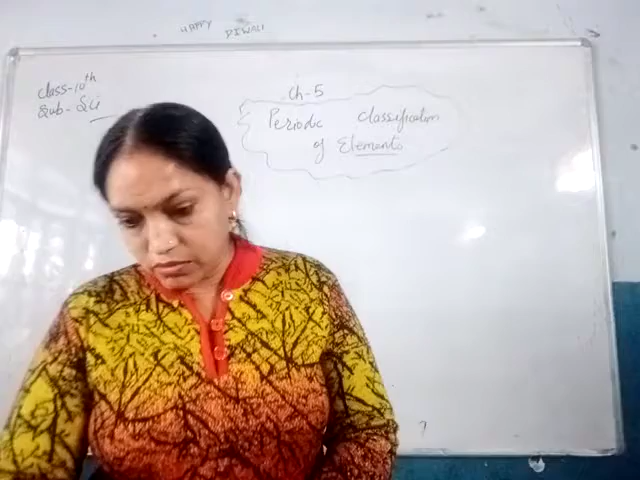 HAPPY DIWALI
class-10th
Sub- Sci
Ch-5
Periodic classification
of Elements